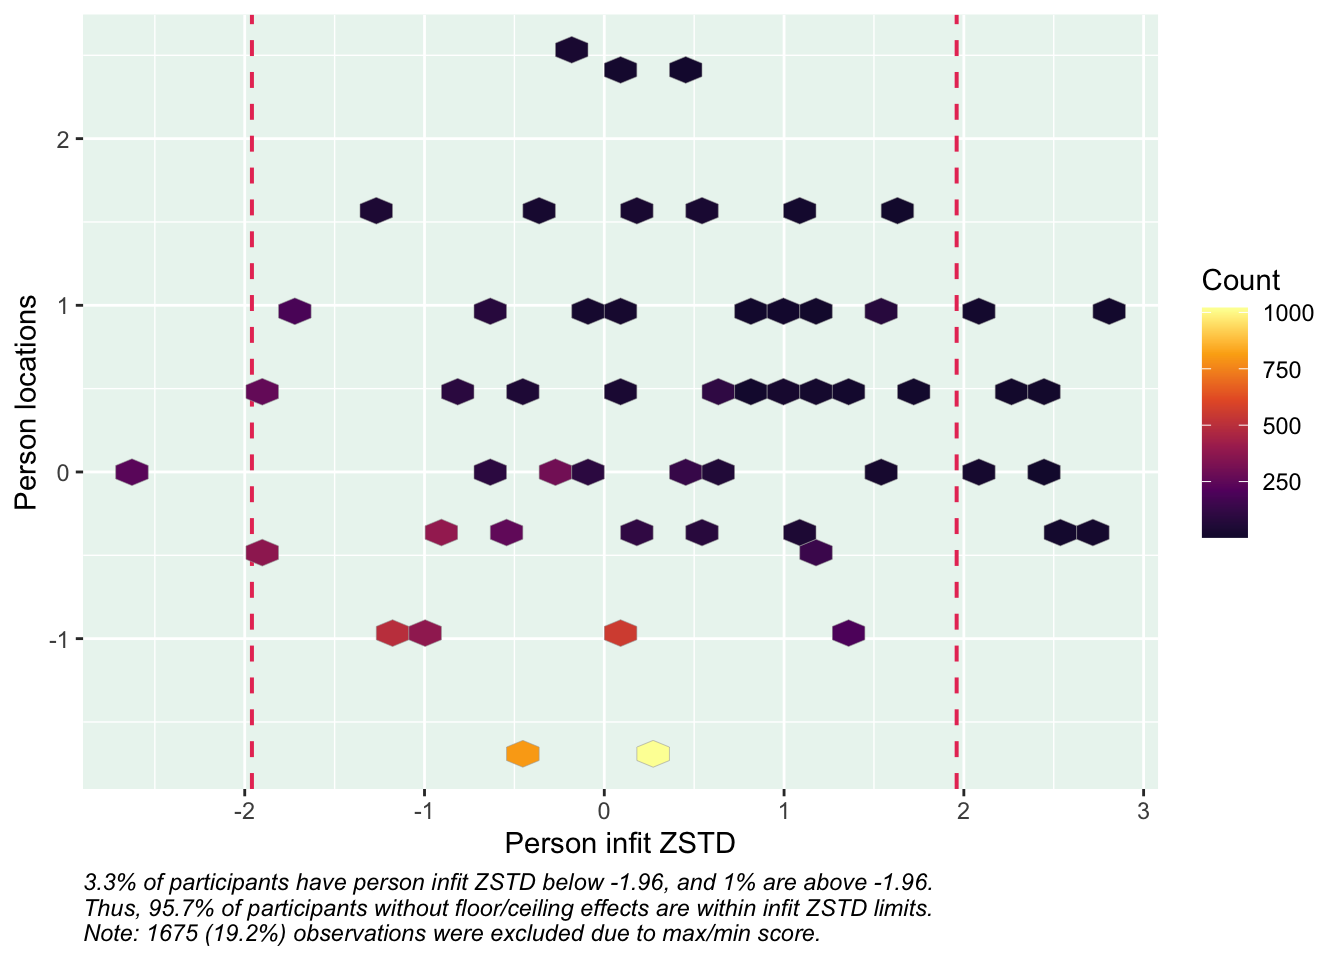 2
1
0
-1
Person locations
-2
-1
0
1
2
3
Person infit ZSTD
Count
1000
750
500
250
3.3% of participants have person infit ZSTD below -1.96, and 1% are above -1.96.
Thus, 95.7% of participants without floor/ceiling effects are within infit ZSTD limits.
Note: 1675 (19.2%) observations were excluded due to max/min score.